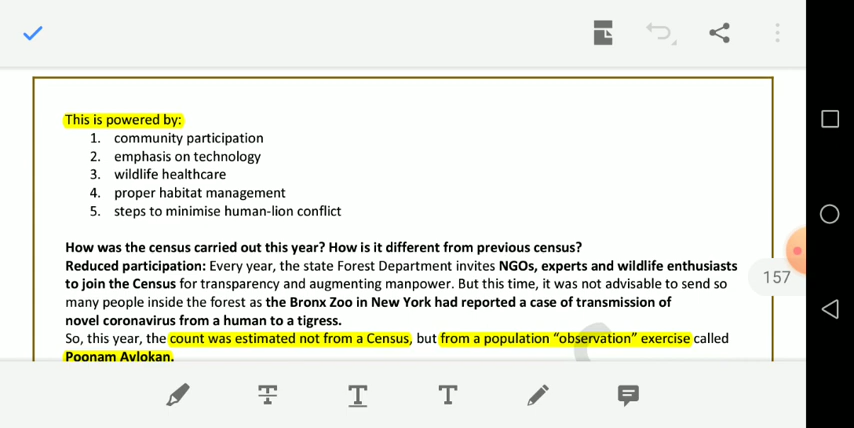 This is powered by:
1. community participation
2. emphasis on technology
3. wildlife healthcare
4. proper habitat management
5. steps to minimise human-lion conflict
How was the census carried out this year? How is it different from previous census?
Reduced participation: Every year, the state Forest Department invites NGOs, experts and wildlife enthusiasts
to join the Census for transparency and augmenting manpower. But this time, it was not advisable to send so
many people inside the forest as the Bronx Zoo in New York had reported a case of transmission of
novel coronavirus from a human to a tigress.
So, this year, the count was estimated not from a Census, but from a population “observation” exercise called
Poonam Avlokan.
157
T
T
T